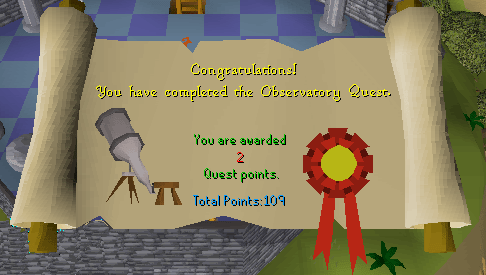 Congratulations!
You have completed the Observatory Quest.
You are awarded
2
Quest points.
Total Points:109